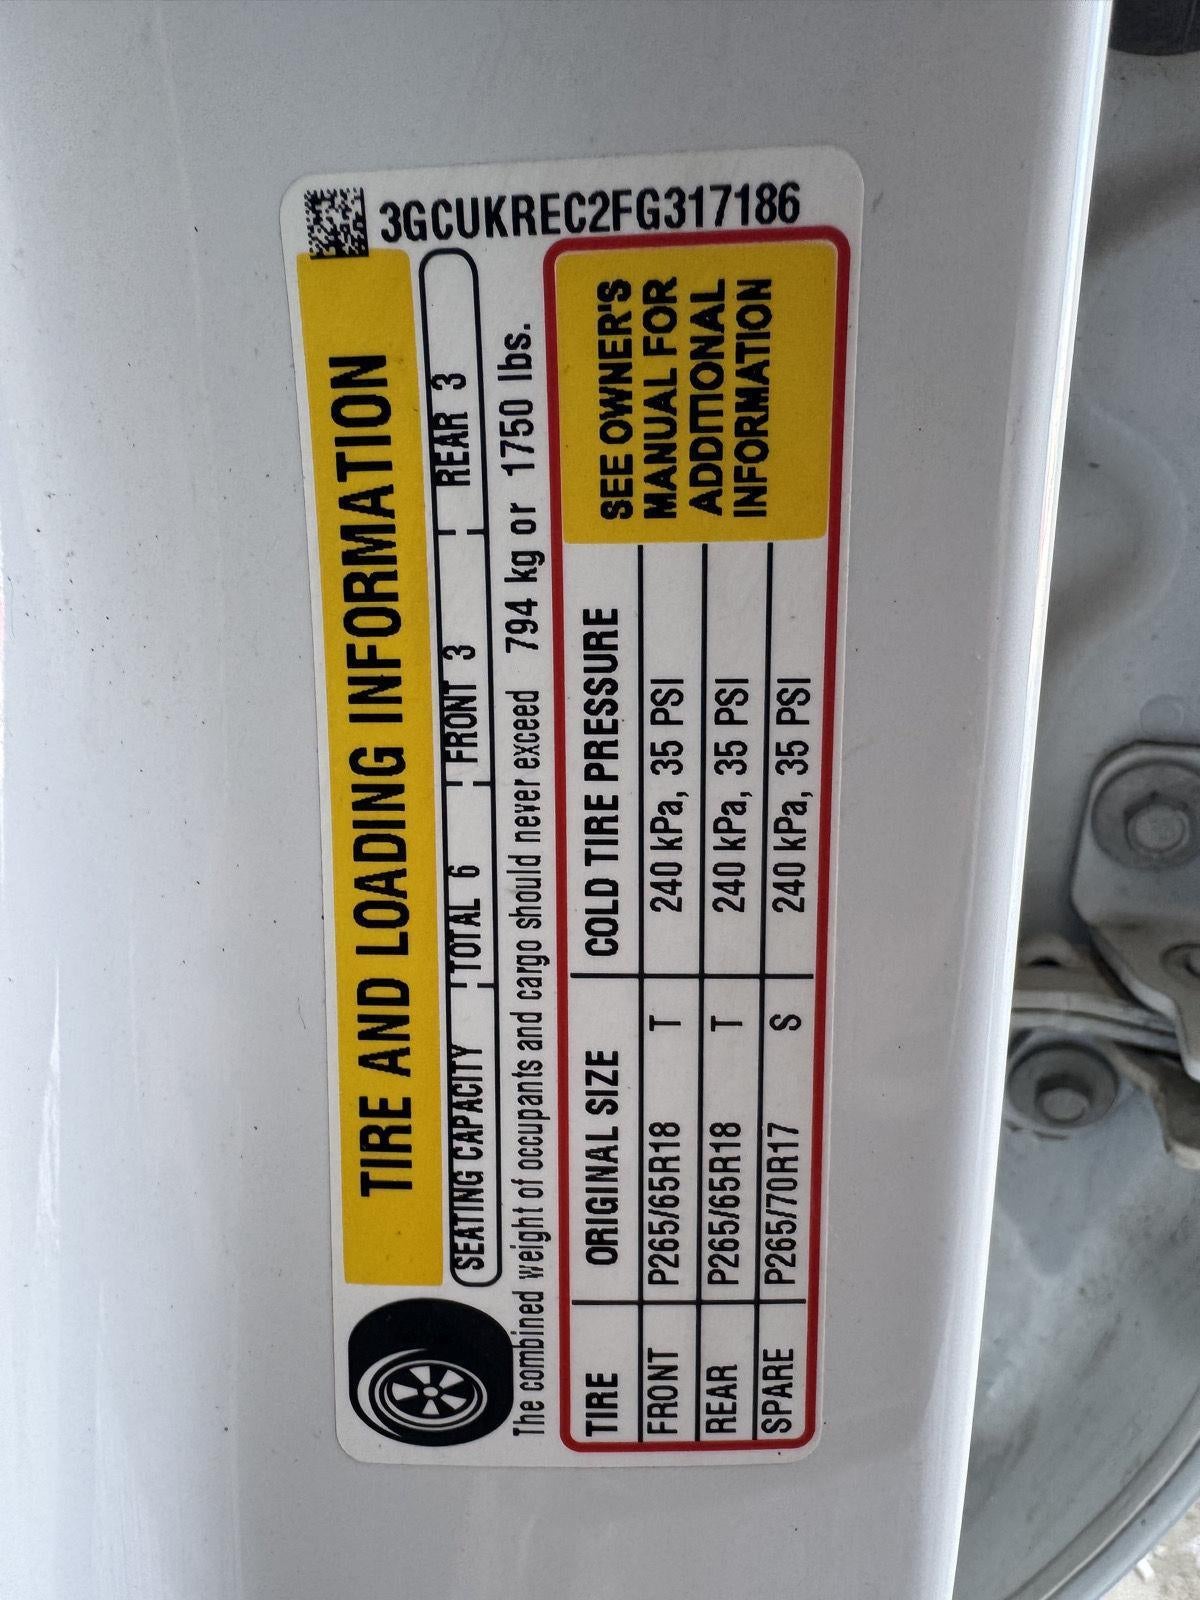 3GCUKREC2FG317186
TIRE AND LOADING INFORMATION
SEATING CAPACITY TOTAL 6 FRONT 3 REAR 3
The combined weight of occupants and cargo should never exceed 794 kg or 1750 lbs.
TIRE ORIGINAL SIZE COLD TIRE PRESSURE
FRONT P265/65R18 T 240 kPa, 35 PSI
REAR P265/65R18 T 240 kPa, 35 PSI
SPARE P265/70R17 S 240 kPa, 35 PSI
SEE OWNER'S
MANUAL FOR
ADDITIONAL
INFORMATION